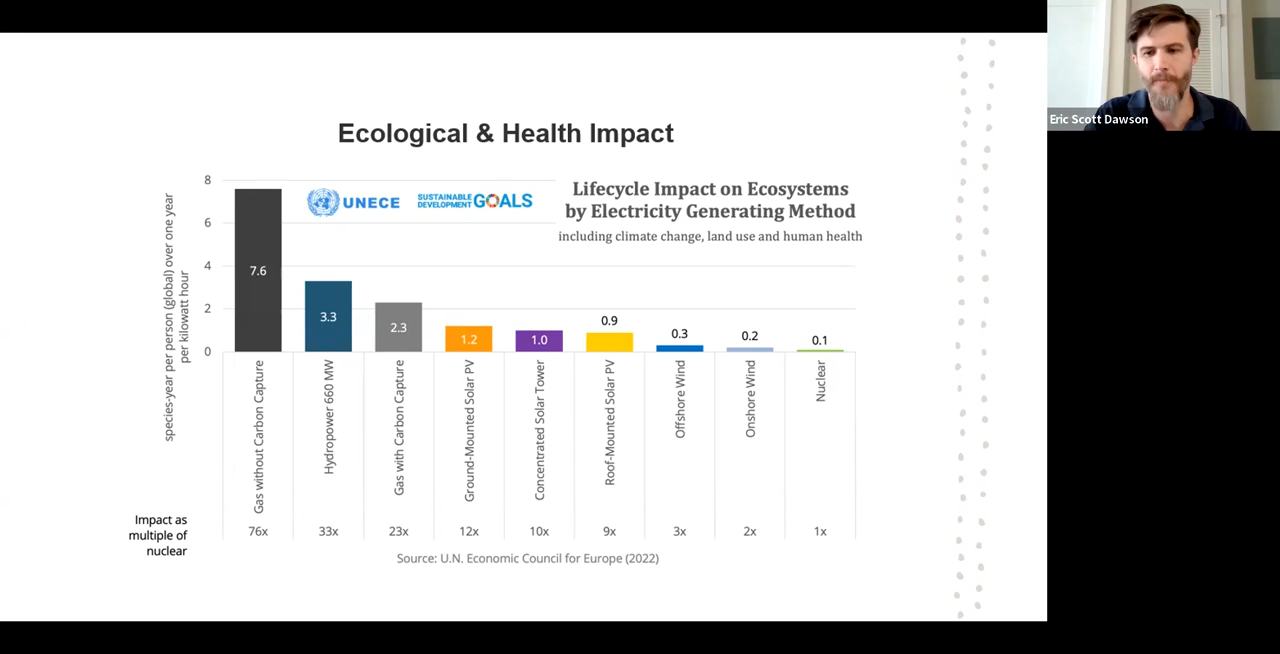 Eric Scott Dawson
Ecological & Health Impact
UNECE
SUSTAINABLE
DEVELOPMENT
GOALS
Lifecycle Impact on Ecosystems
by Electricity Generating Method
including climate change, land use and human health
species-year per person (global) over one year
per kilowatt hour
8
6
4
2
0
7.6
3.3
2.3
1.2
1.0
0.9
0.3
0.2
0.1
Gas without Carbon Capture
Hydropower 660 MW
Gas with Carbon Capture
Ground-Mounted Solar PV
Concentrated Solar Tower
Roof-Mounted Solar PV
Offshore Wind
Onshore Wind
Nuclear
Impact as
multiple of
nuclear
76x
33x
23x
12x
10x
9x
3x
2x
1x
Source: U.N. Economic Council for Europe (2022)